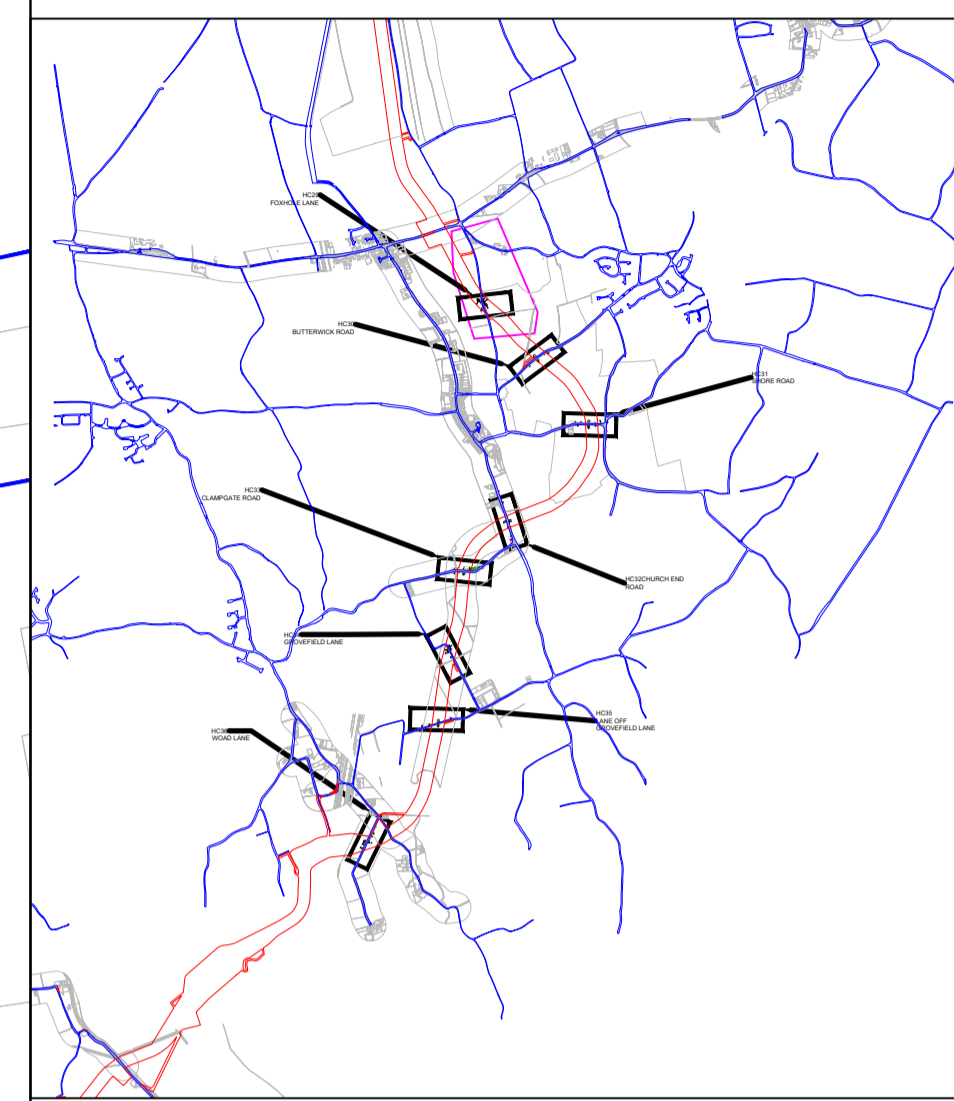 HC29
FOXHOLE LANE
HC30
BUTTERWICK ROAD
HC31
SHORE ROAD
HC33
CLAMPGATE ROAD
HC32CHURCH END
ROAD
GROVEFIELD LANE
HC35
LANE OFF
GROVEFIELD LANE
WOAD LANE